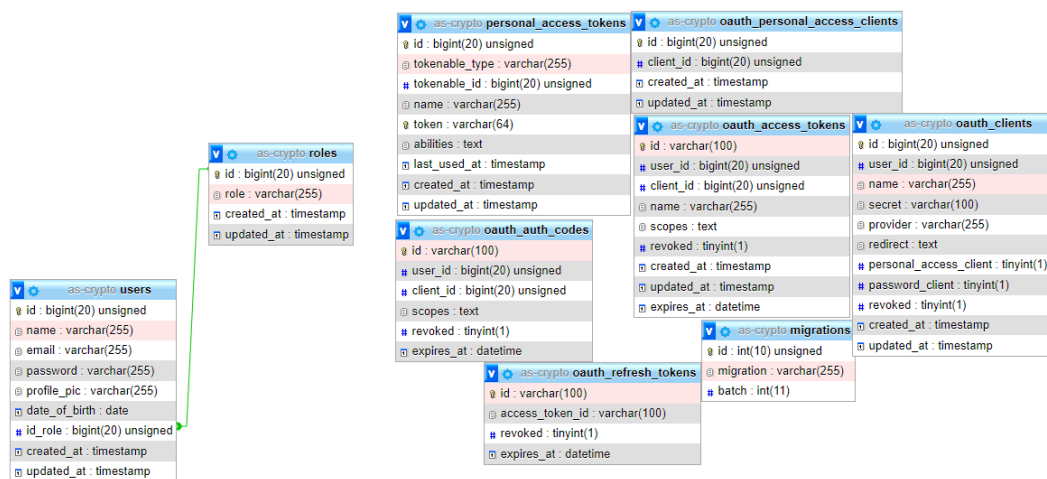 as-crypto personal_access_tokens
id : bigint(20) unsigned
tokenable_type : varchar(255)
tokenable_id : bigint(20) unsigned
name : varchar(255)
token : varchar(64)
abilities : text
last_used_at : timestamp
created_at : timestamp
updated_at : timestamp
as-crypto oauth_personal_access_clients
id : bigint(20) unsigned
client_id : bigint(20) unsigned
created_at : timestamp
updated_at : timestamp
as-crypto oauth_access_tokens
id : varchar(100)
user_id : bigint(20) unsigned
client_id : bigint(20) unsigned
name : varchar(255)
scopes : text
revoked : tinyint(1)
created_at : timestamp
updated_at : timestamp
expires_at : datetime
as-crypto oauth_clients
id : bigint(20) unsigned
user_id : bigint(20) unsigned
name : varchar(255)
secret : varchar(100)
provider : varchar(255)
redirect : text
personal_access_client : tinyint(1)
password_client : tinyint(1)
revoked : tinyint(1)
created_at : timestamp
updated_at : timestamp
as-crypto roles
id : bigint(20) unsigned
role : varchar(255)
created_at : timestamp
updated_at : timestamp
as-crypto oauth_auth_codes
id : varchar(100)
user_id : bigint(20) unsigned
client_id : bigint(20) unsigned
scopes : text
revoked : tinyint(1)
expires_at : datetime
as-crypto users
id : bigint(20) unsigned
name : varchar(255)
email : varchar(255)
password : varchar(255)
profile_pic : varchar(255)
date_of_birth : date
id_role : bigint(20) unsigned
created_at : timestamp
updated_at : timestamp
as-crypto migrations
id : int(10) unsigned
migration : varchar(255)
batch : int(11)
as-crypto oauth_refresh_tokens
id : varchar(100)
access_token_id : varchar(100)
revoked : tinyint(1)
expires_at : datetime